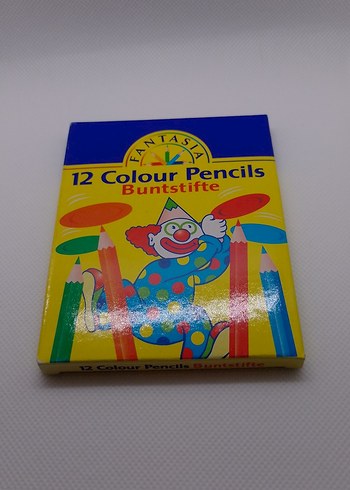 FANTASIA
12 Colour Pencils
Buntstifte
12 Colour Pencils Buntstifte